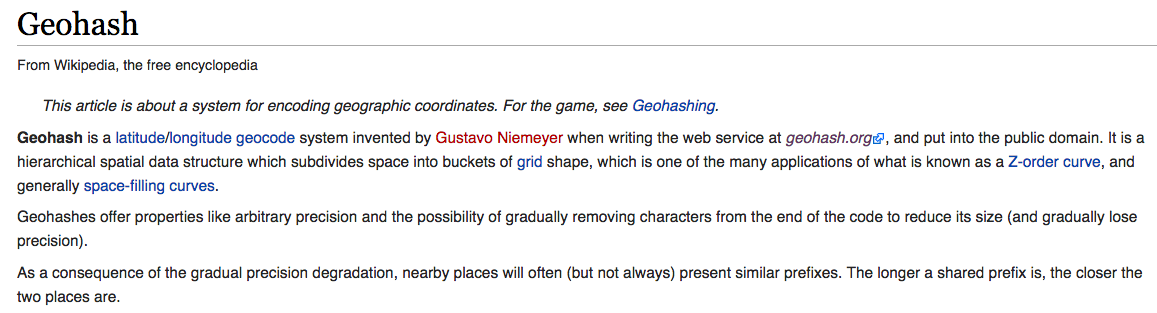 Geohash
From Wikipedia, the free encyclopedia
This article is about a system for encoding geographic coordinates. For the game, see Geohashing.
Geohash is a latitude/longitude geocode system invented by Gustavo Niemeyer when writing the web service at geohash.org, and put into the public domain. It is a
hierarchical spatial data structure which subdivides space into buckets of grid shape, which is one of the many applications of what is known as a Z-order curve, and
generally space-filling curves.
Geohashes offer properties like arbitrary precision and the possibility of gradually removing characters from the end of the code to reduce its size (and gradually lose
precision).
As a consequence of the gradual precision degradation, nearby places will often (but not always) present similar prefixes. The longer a shared prefix is, the closer the
two places are.